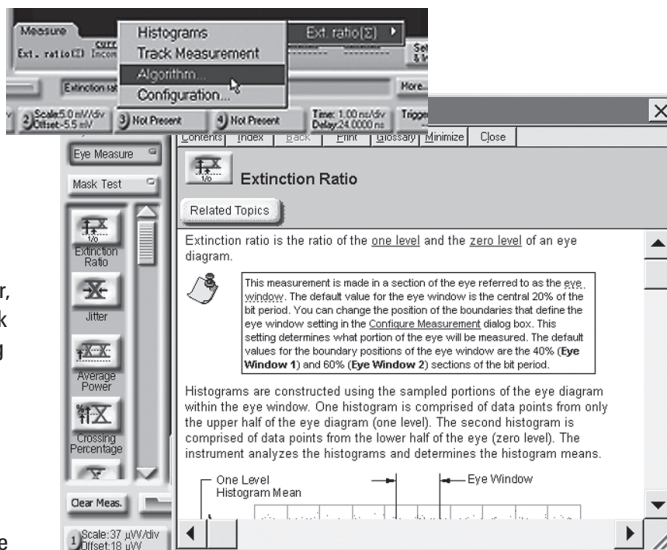 Measure
Histograms
Ext. ratio[Σ]
Track Measurement
Ext. ratio(Σ) Incom
Algorithm...
Configuration...
Extinction rat
More...
2) Scale:5.0 mV/div
Offset:-5.5 mV
3) Not Present
4) Not Present
Time: 1.00 ns/div
Delay:24.0000 ns
Contents Index Back Print Glossary Minimize Close
Eye Measure
Mask Test
Extinction
Ratio
Jitter
Average
Power
Crossing
Percentage
Clear Meas.
1) Scale:37 µW/div
Offset:18 µW
1/0
Extinction Ratio
Related Topics
Extinction ratio is the ratio of the one level and the zero level of an eye
diagram.
This measurement is made in a section of the eye referred to as the eye
window. The default value for the eye window is the central 20% of the
bit period. You can change the position of the boundaries that define the
eye window setting in the Configure Measurement dialog box. This
setting determines what portion of the eye will be measured. The default
values for the boundary positions of the eye window are the 40% (Eye
Window 1) and 60% (Eye Window 2) sections of the bit period.
Histograms are constructed using the sampled portions of the eye diagram
within the eye window. One histogram is comprised of data points from only
the upper half of the eye diagram (one level). The second histogram is
comprised of data points from the lower half of the eye (zero level). The
instrument analyzes the histograms and determines the histogram means.
One Level
Histogram Mean
Eye Window